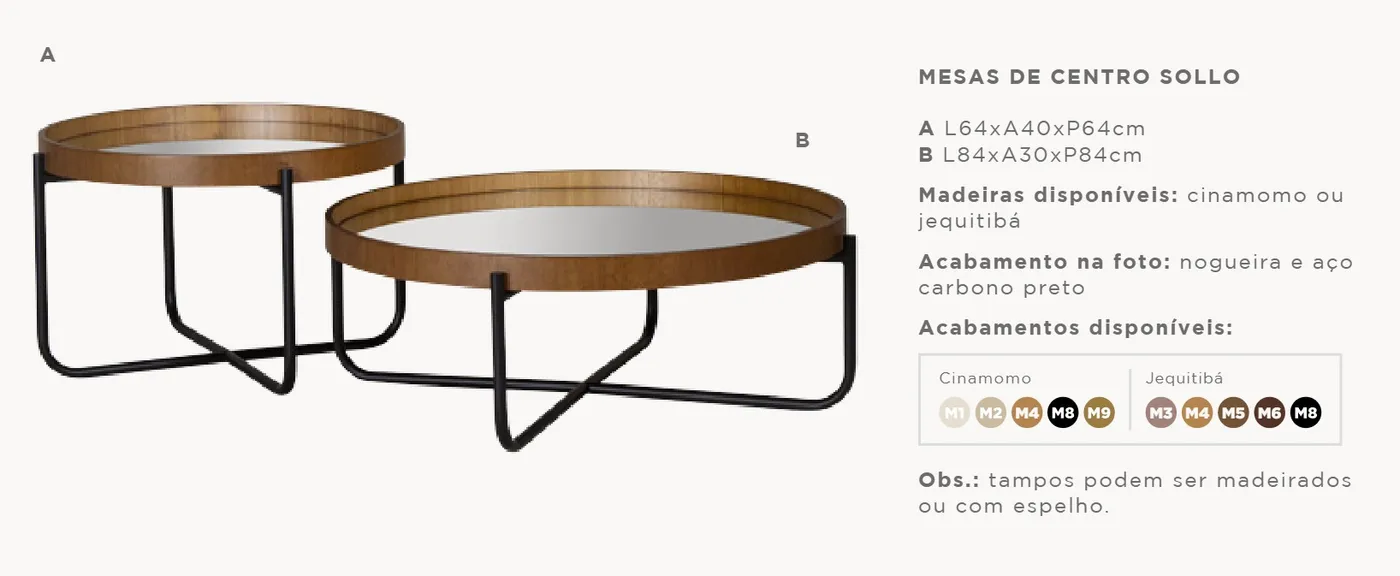 A
B
MESAS DE CENTRO SOLLO
A L64xA40xP64cm
B L84xA30xP84cm
Madeiras disponíveis: cinamomo ou
jequitibá
Acabamento na foto: nogueira e aço
carbono preto
Acabamentos disponíveis:
Cinamomo
M1 M2 M4 M8 M9
Jequitibá
M3 M4 M5 M6 M8
Obs.: tampos podem ser madeirados
ou com espelho.